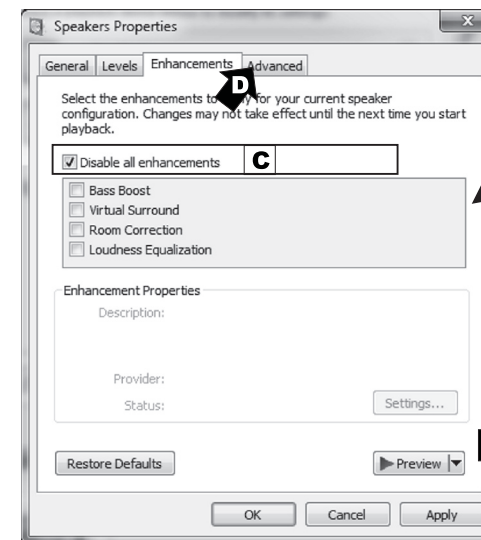 Speakers Properties
X
General Levels Enhancements Advanced
D
Select the enhancements to for your current speaker
configuration. Changes may not take effect until the next time you start
playback.
Disable all enhancements C
Bass Boost
Virtual Surround
Room Correction
Loudness Equalization
Enhancement Properties
Description:
Provider:
Status:
Settings...
Restore Defaults
Preview
OK Cancel Apply